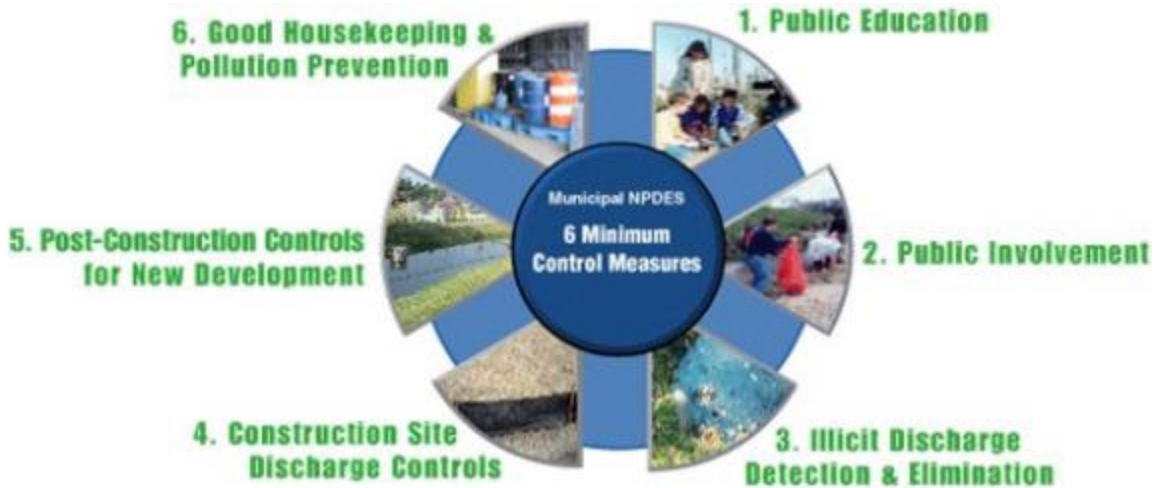 Municipal NPDES
6 Minimum
Control Measures
1. Public Education
2. Public Involvement
3. Illicit Discharge
Detection & Elimination
4. Construction Site
Discharge Controls
5. Post-Construction Controls
for New Development
6. Good Housekeeping &
Pollution Prevention